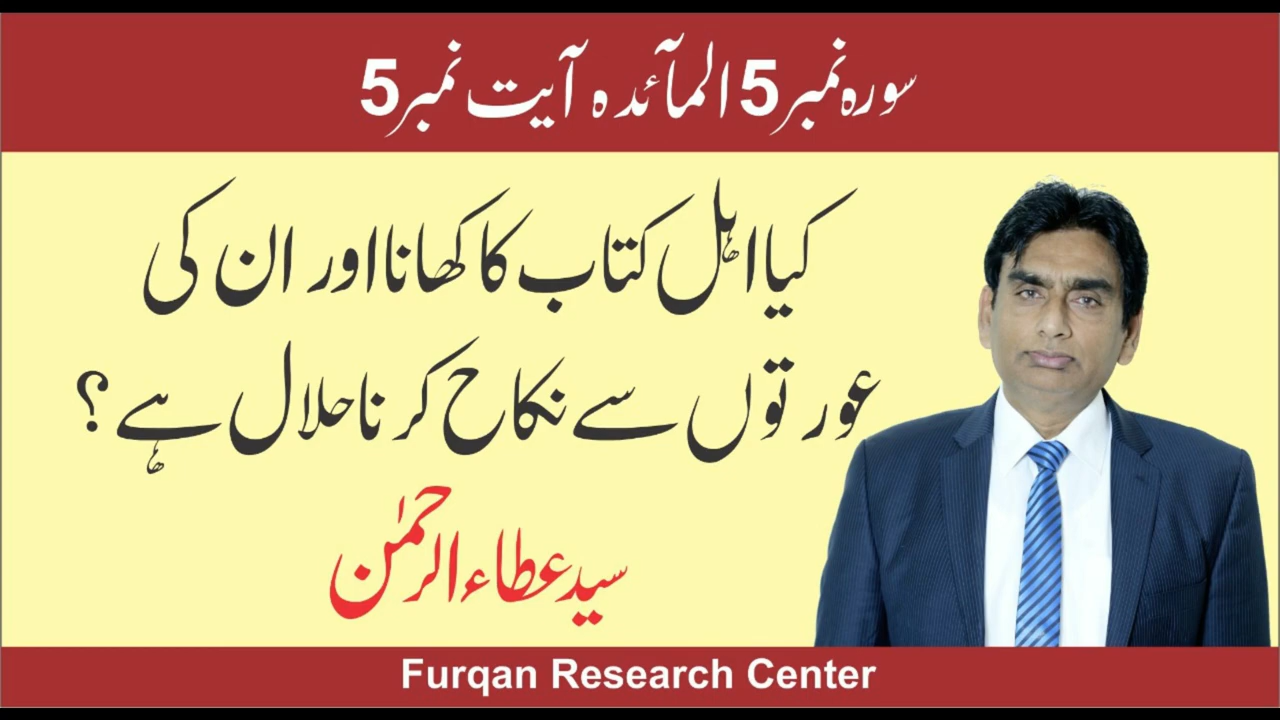 سورہ نمبر 5 المآئدہ آیت نمبر 5
کیا اہل کتاب کا کھانا اور ان کی
عورتوں سے نکاح کرنا حلال ہے؟
سید عطاء الرحمٰن
Furqan Research Center